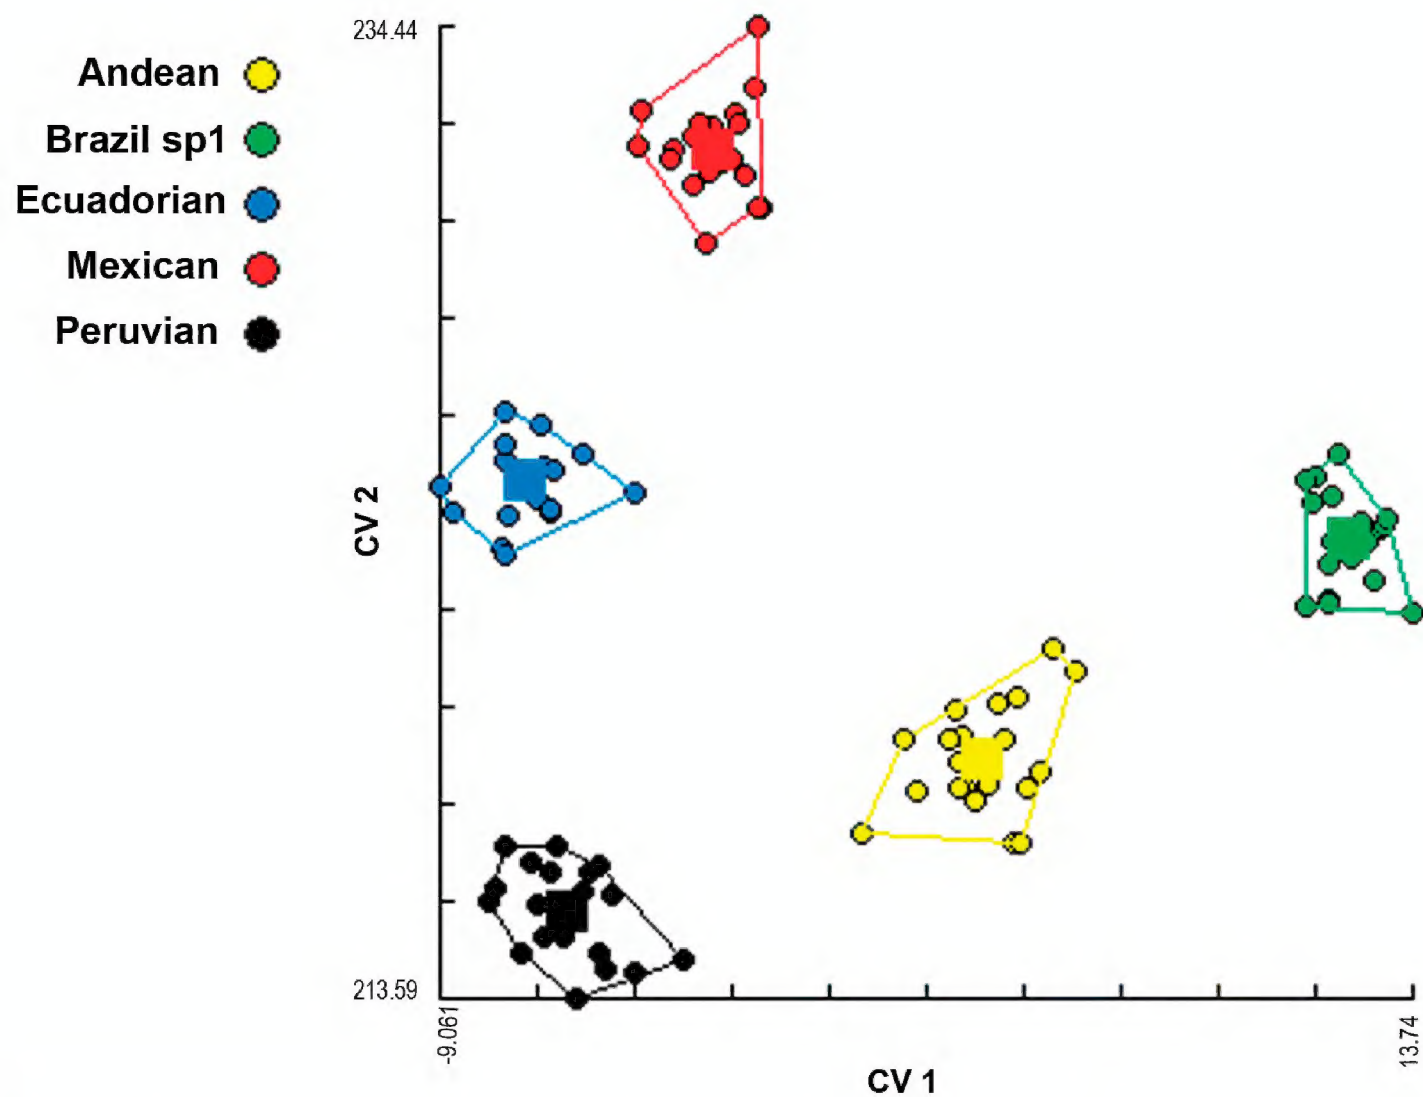 Andean
Brazil sp1
Ecuadorian
Mexican
Peruvian
234.44
CV 2
213.59
-9.061
13.74
CV 1